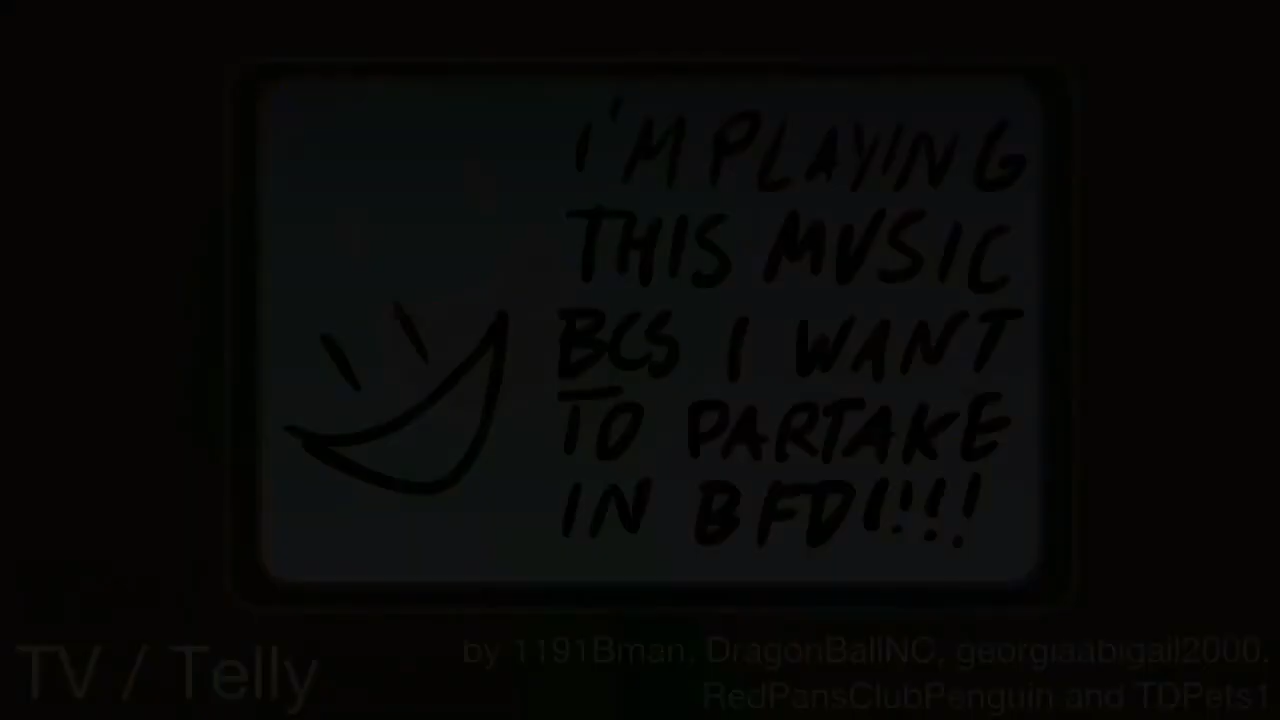 I'M PLAYING
THIS MUSIC
BCS I WANT
TO PARTAKE
IN BFDI!!!
TV / Telly
by 1191Bman, DragonBallNC, georgiaabigail2000,
RedPansClubPenguin and TDPets1